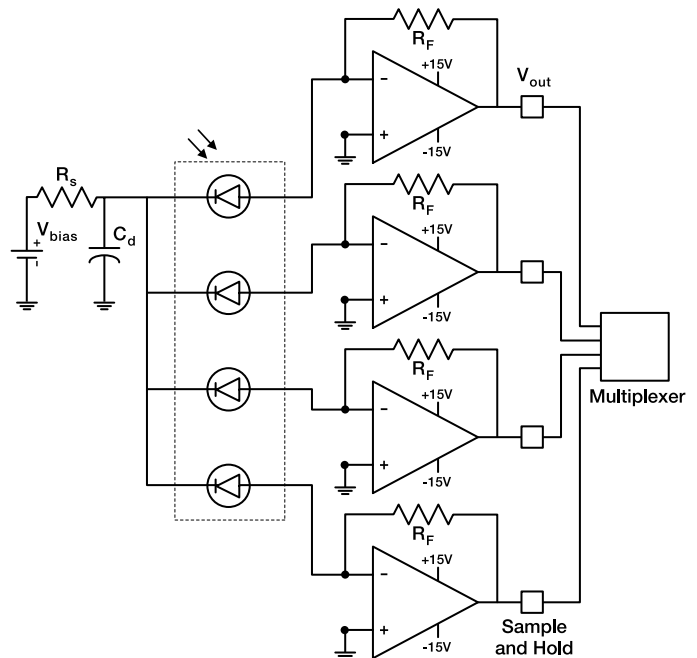 R_F
+15V
−
+
-15V
V_out
R_s
V_bias
+
-
C_d
R_F
+15V
−
+
-15V
R_F
+15V
−
+
-15V
Multiplexer
R_F
+15V
−
+
-15V
Sample
and Hold